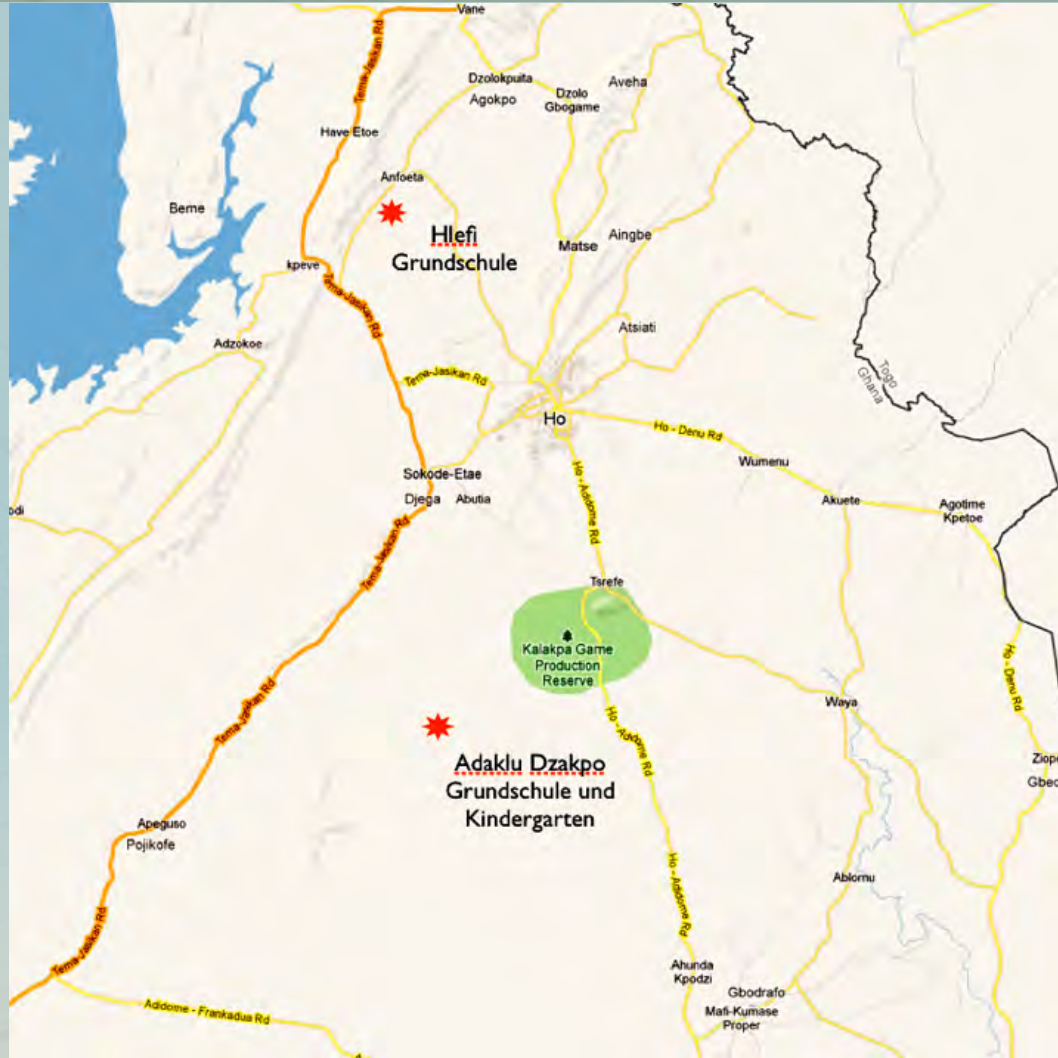 Vane
Tema-Jasikan Rd
Dzolokpuita
Agokpo
Aveha
Dzolo
Gbogame
Have Etoe
Anfoeta
Beme
Hlefi
Grundschule
Matse
Aingbe
kpeve
Tema-Jasikan Rd
Atsiati
Adzokoe
Togo
Ghana
Tema-Jasikan Rd
Ho
Ho - Denu Rd
Wumenu
Sokode-Etae
Djega
Abutia
Ho - Adidome Rd
Akuete
Agotime
Kpetoe
odi
Tema-Jasikan Rd
Tsrefe
Kalakpa Game
Production
Reserve
Ho - Denu Rd
Tema-Jasikan Rd
Waya
Ho - Adidome Rd
Adaklu Dzakpo
Grundschule und
Kindergarten
Ziope
Gbed
Apeguso
Pojikofe
Ho - Adidome Rd
Ablornu
Tema-Jasikan Rd
Ahunda
Kpodzi
Gbodrafo
Mafi-Kumase
Proper
Adidome - Frankadua Rd